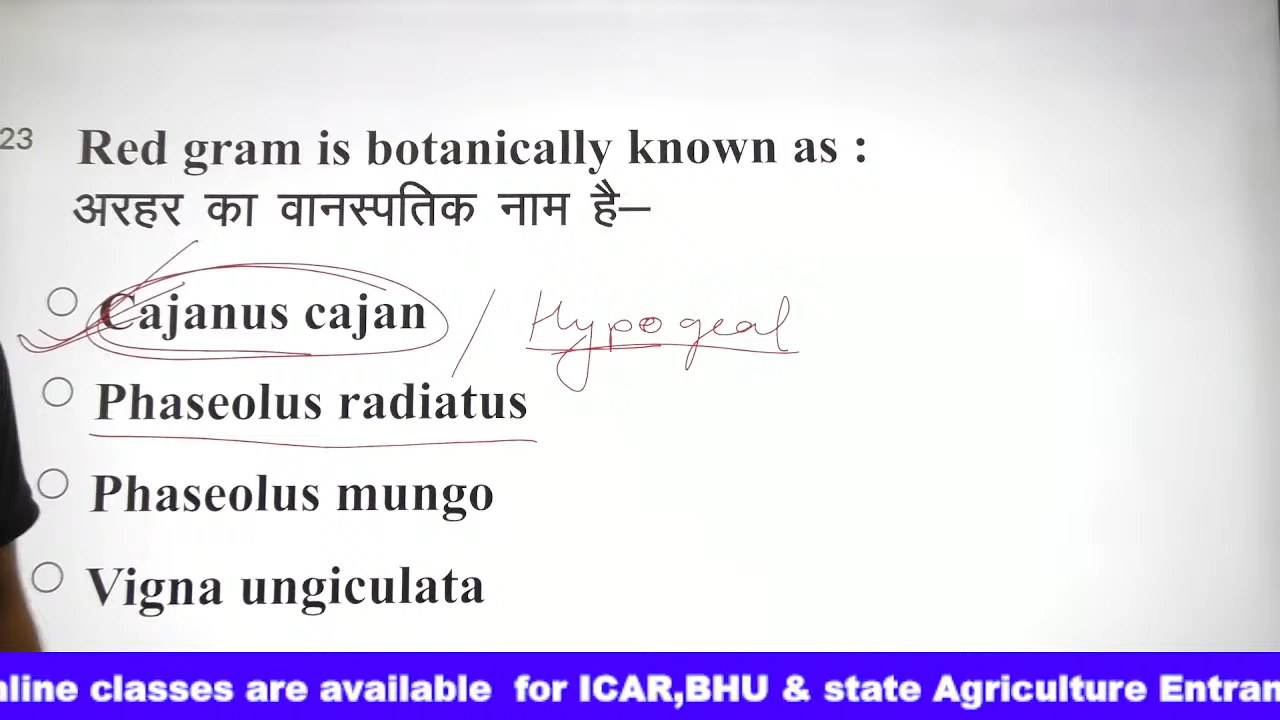 23 Red gram is botanically known as :
अरहर का वानस्पतिक नाम है–
Cajanus cajan / Hypogeal
Phaseolus radiatus
Phaseolus mungo
Vigna ungiculata
nline classes are available for ICAR,BHU & state Agriculture Entran